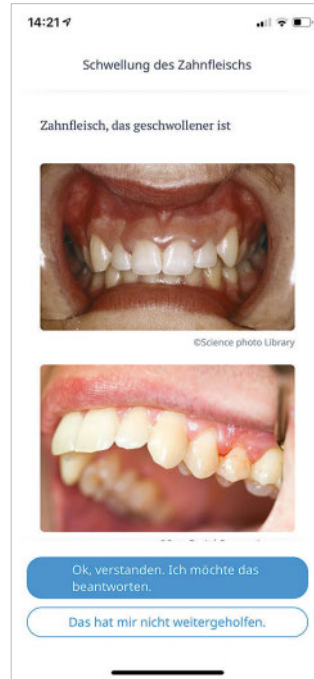 14:21
Schwellung des Zahnfleischs
Zahnfleisch, das geschwollener ist
©Science photo Library
Ok, verstanden. Ich möchte das
beantworten.
Das hat mir nicht weitergeholfen.